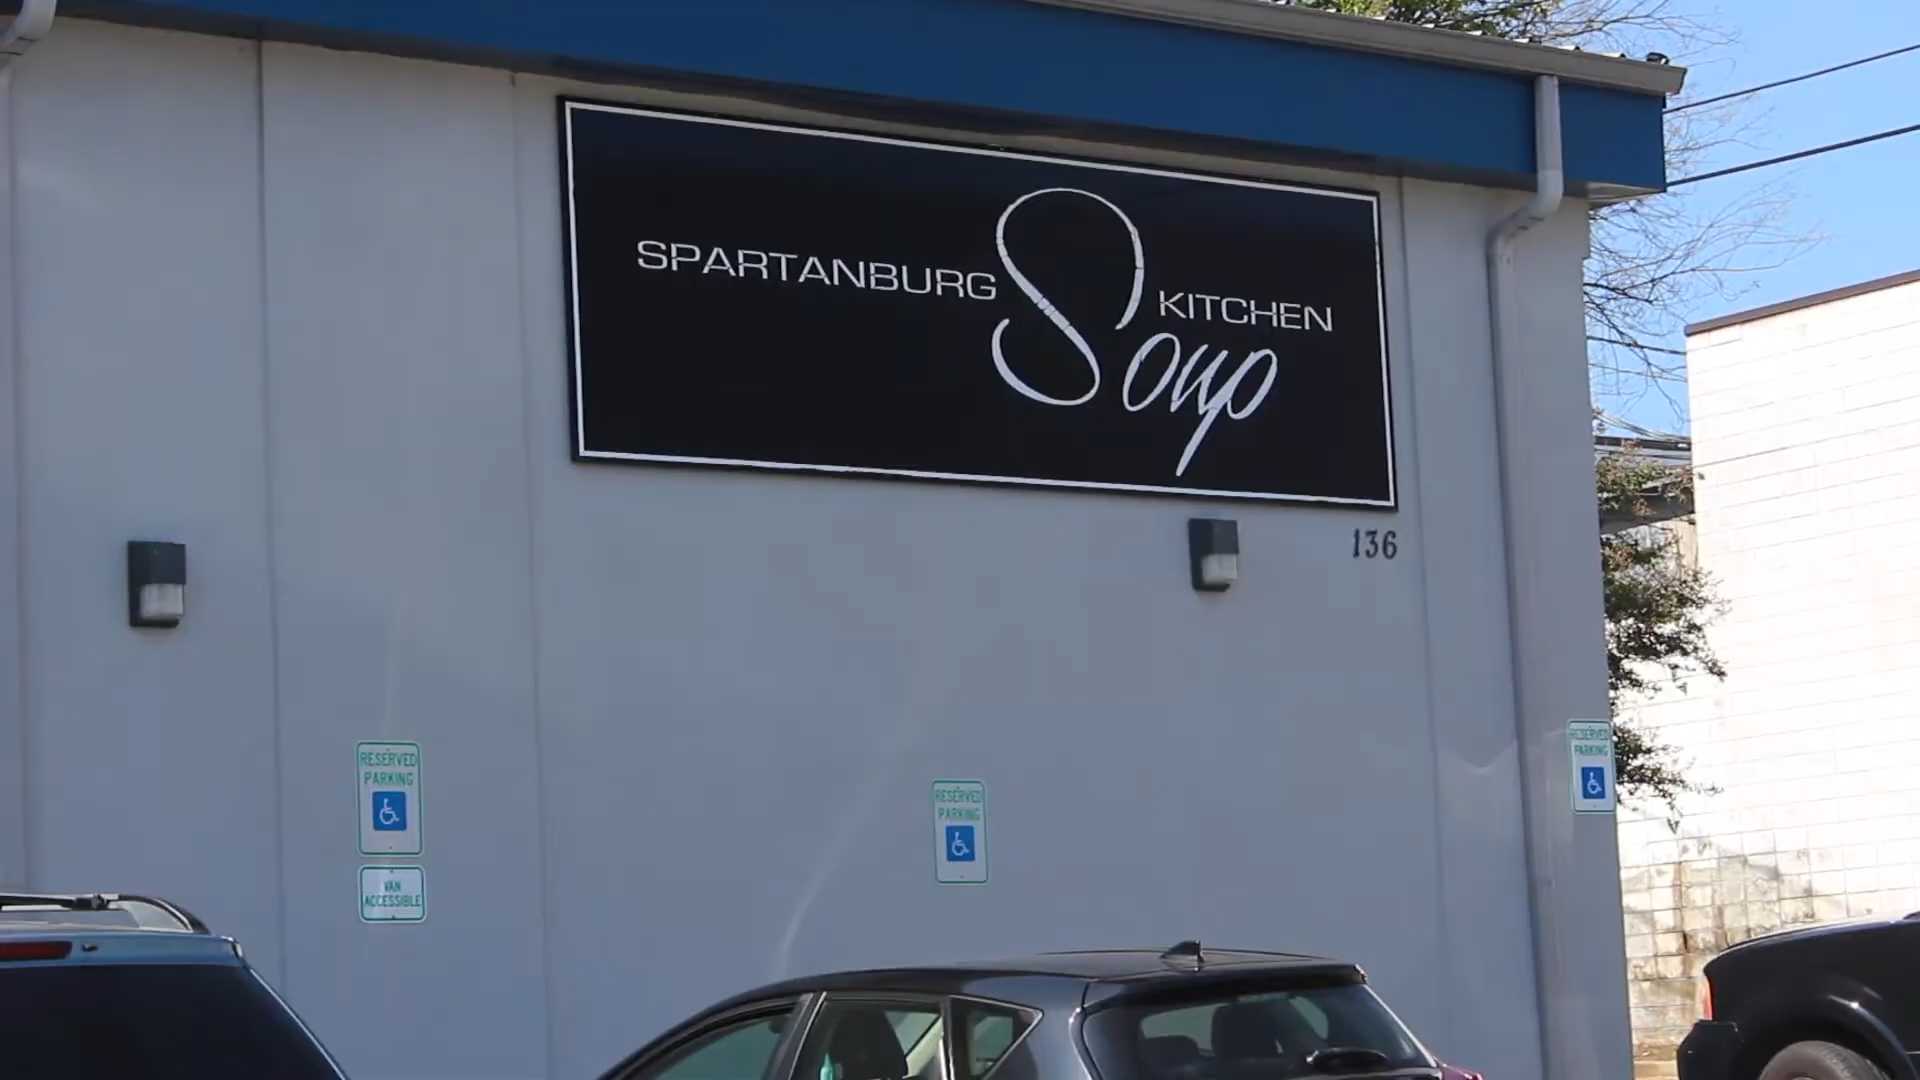 SPARTANBURG Soup KITCHEN
136
RESERVED
PARKING
VAN
ACCESSIBLE
RESERVED
PARKING
RESERVED
PARKING